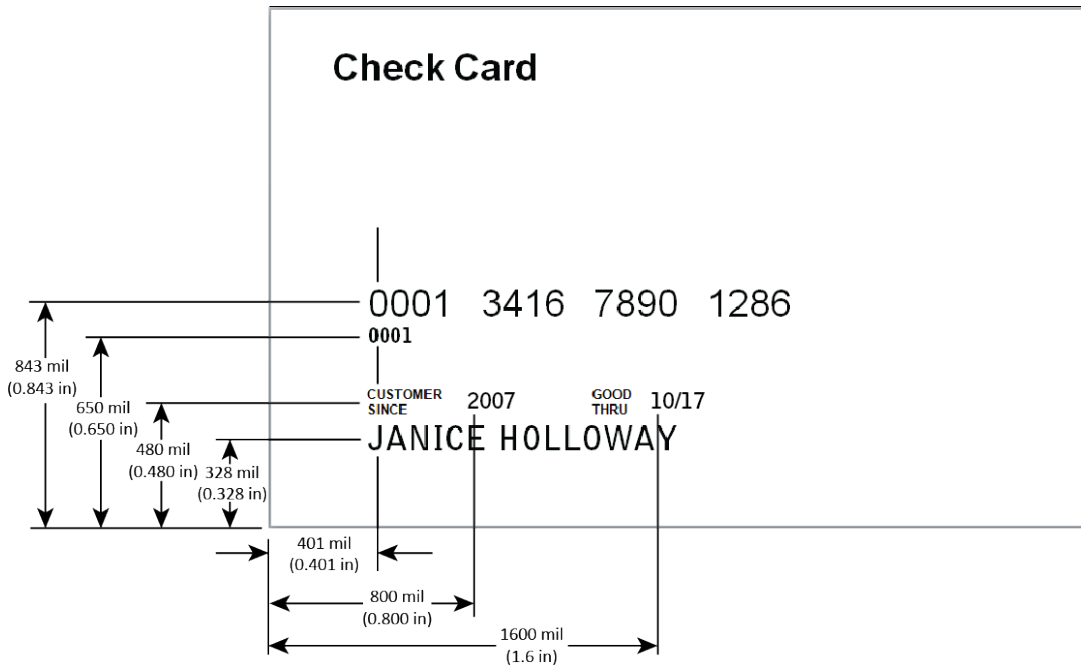 Check Card
0001 3416 7890 1286
0001
CUSTOMER SINCE 2007 GOOD THRU 10/17
JANICE HOLLOWAY
843 mil
(0.843 in)
650 mil
(0.650 in)
480 mil
(0.480 in)
328 mil
(0.328 in)
401 mil
(0.401 in)
800 mil
(0.800 in)
1600 mil
(1.6 in)